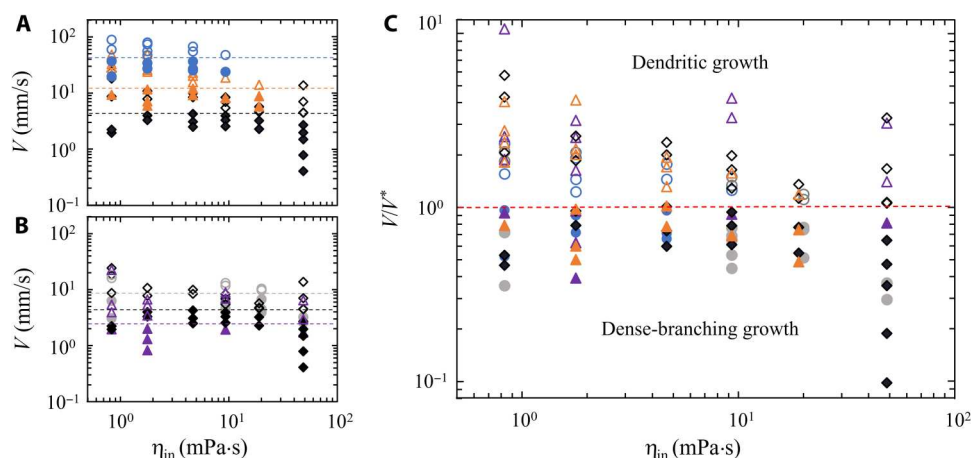 A
10²
10¹
10⁰
10⁻¹
V (mm/s)
B
10²
10¹
10⁰
10⁻¹
V (mm/s)
10⁰ 10¹ 10²
η_in (mPa·s)
C
10¹
10⁰
10⁻¹
V/V*
Dendritic growth
Dense-branching growth
10⁰ 10¹ 10²
η_in (mPa·s)